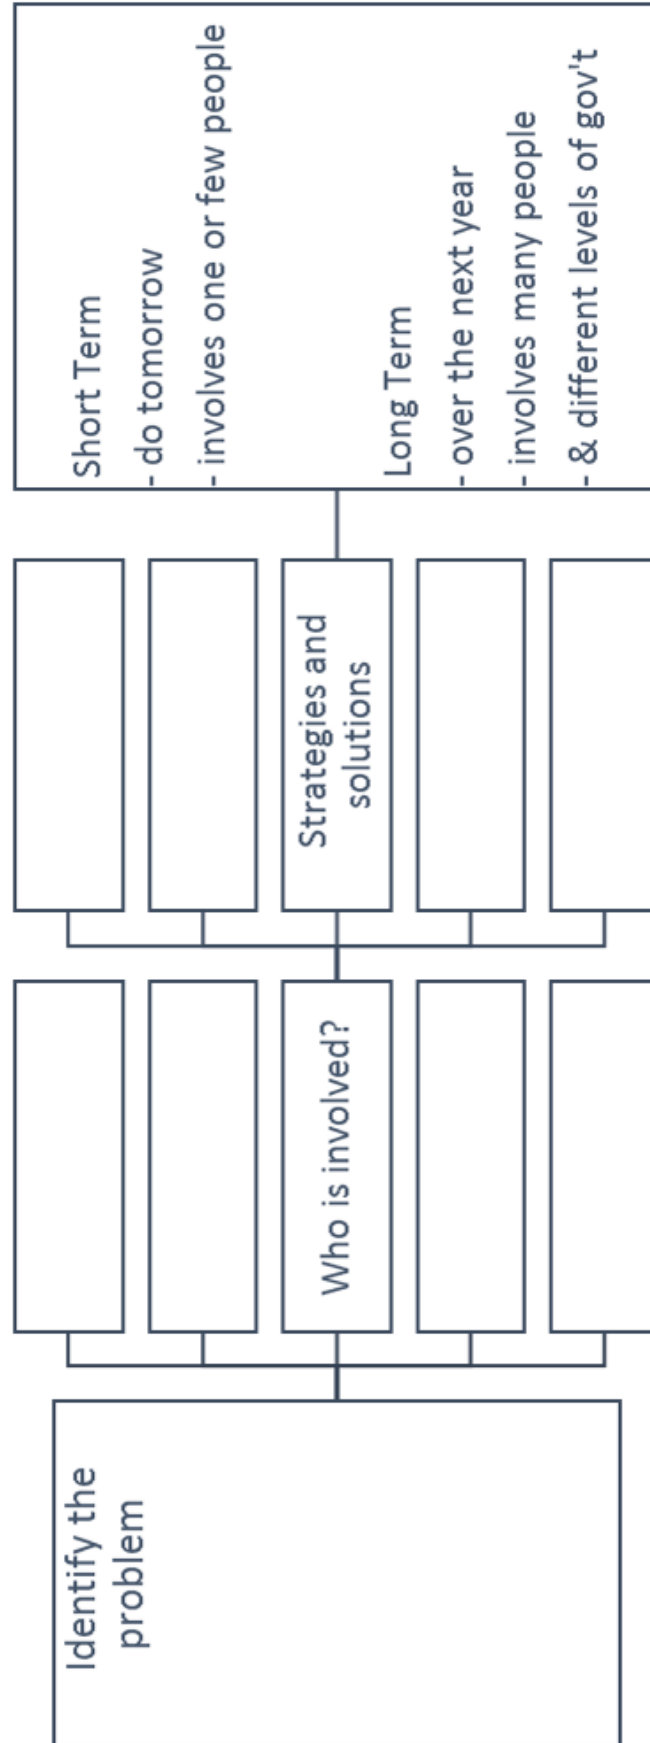 Identify the
problem
Who is involved?
Strategies and
solutions
Short Term
- do tomorrow
- involves one or few people
Long Term
- over the next year
- involves many people
- & different levels of gov't